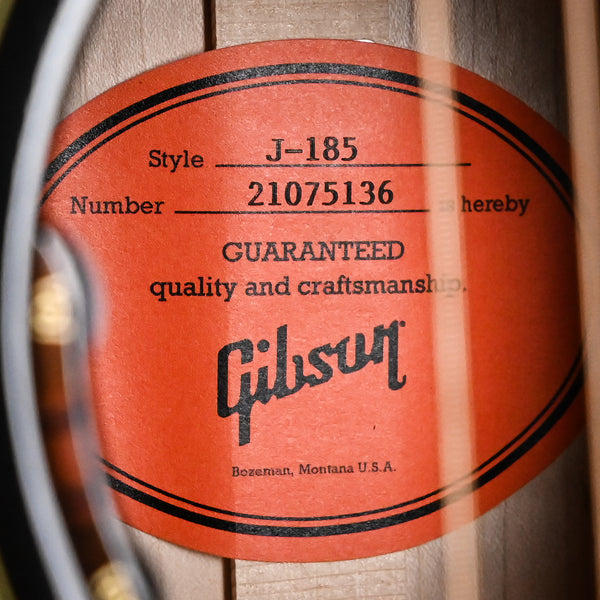 Style J-185
Number 21075136 is hereby
GUARANTEED
quality and craftsmanship.
Gibson
Bozeman, Montana U.S.A.